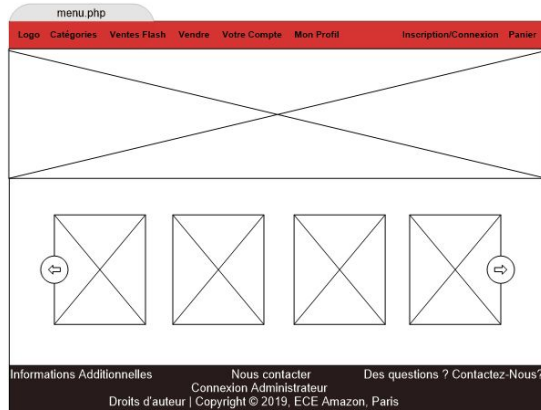 menu.php
Logo Catégories Ventes Flash Vendre Votre Compte Mon Profil Inscription/Connexion Panier
Informations Additionnelles Nous contacter Des questions ? Contactez-Nous?
Connexion Administrateur
Droits d'auteur | Copyright © 2019, ECE Amazon, Paris